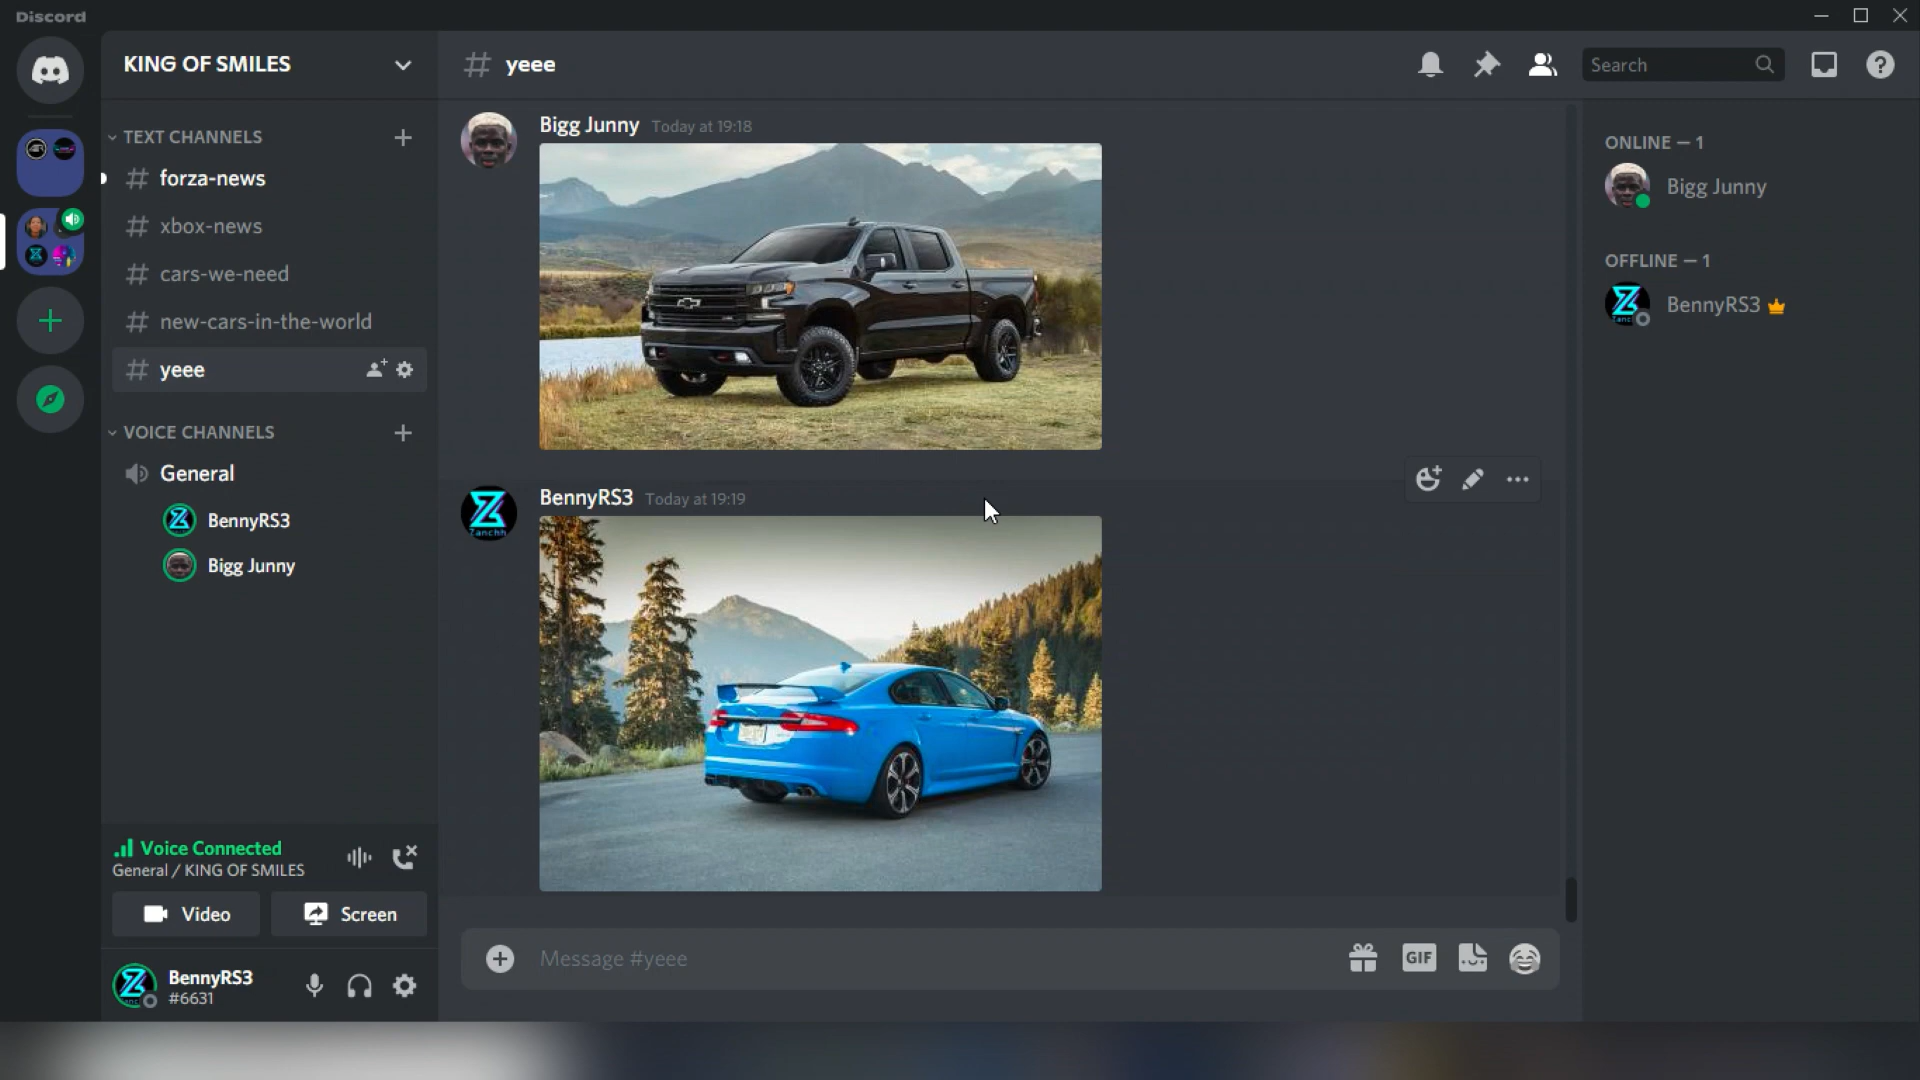 Discord
KING OF SMILES
TEXT CHANNELS
forza-news
xbox-news
cars-we-need
new-cars-in-the-world
yeee
VOICE CHANNELS
General
BennyRS3
Bigg Junny
Voice Connected
General / KING OF SMILES
Video
Screen
BennyRS3
#6631
# yeee
Search
Bigg Junny Today at 19:18
BennyRS3 Today at 19:19
Zanchh
Message #yeee
GIF
ONLINE — 1
Bigg Junny
OFFLINE — 1
BennyRS3